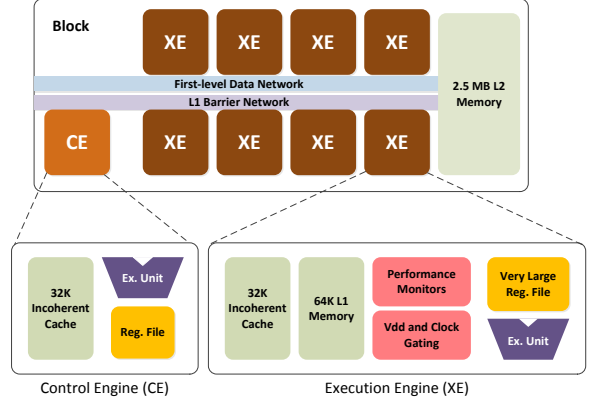 Block
XE XE XE XE
First-level Data Network
L1 Barrier Network
2.5 MB L2
Memory
CE
XE XE XE XE
32K
Incoherent
Cache
Ex. Unit
Reg. File
Control Engine (CE)
32K
Incoherent
Cache
64K L1
Memory
Performance
Monitors
Vdd and Clock
Gating
Very Large
Reg. File
Ex. Unit
Execution Engine (XE)